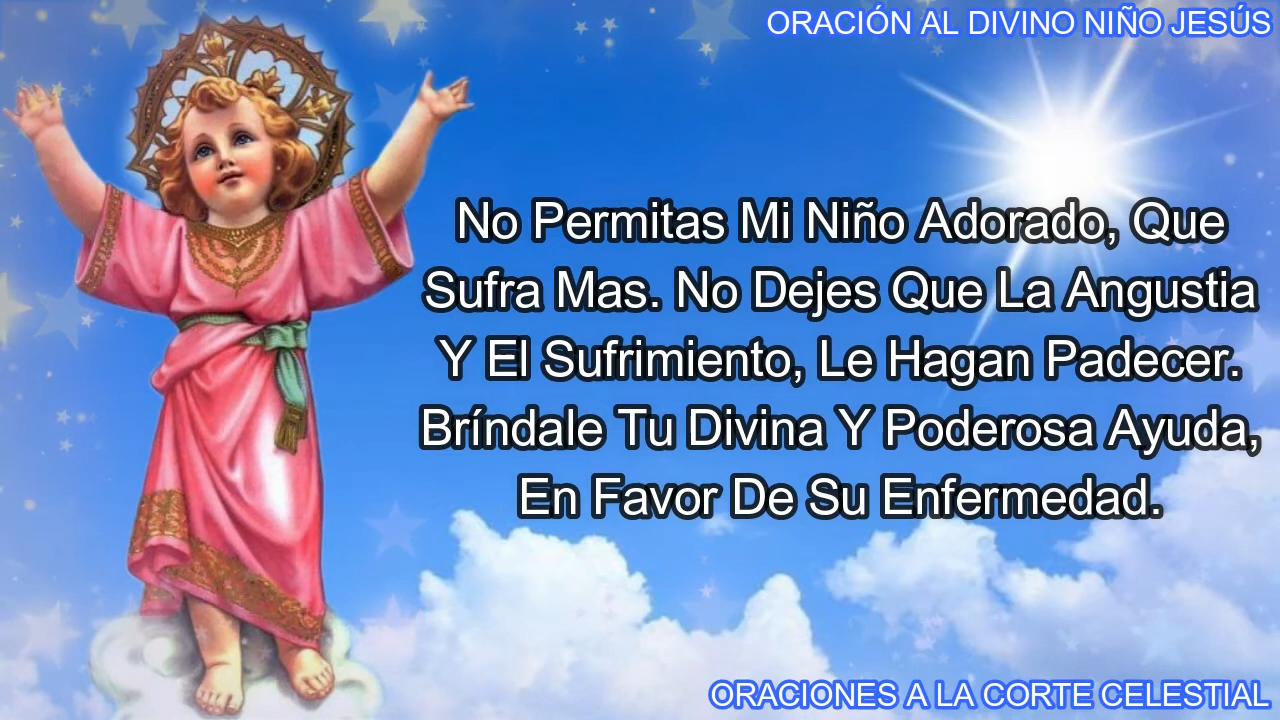 ORACIÓN AL DIVINO NIÑO JESÚS
No Permitas Mi Niño Adorado, Que
Sufra Mas. No Dejes Que La Angustia
Y El Sufrimiento, Le Hagan Padecer.
Bríndale Tu Divina Y Poderosa Ayuda,
En Favor De Su Enfermedad.
ORACIONES A LA CORTE CELESTIAL